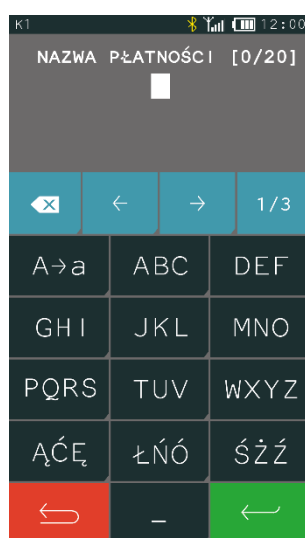 K1 12:00
NAZWA PŁATNOŚCI [0/20]
← → 1/3
A→a ABC DEF
GHI JKL MNO
PQRS TUV WXYZ
ĄĆĘ ŁŃÓ ŚŻŹ
_